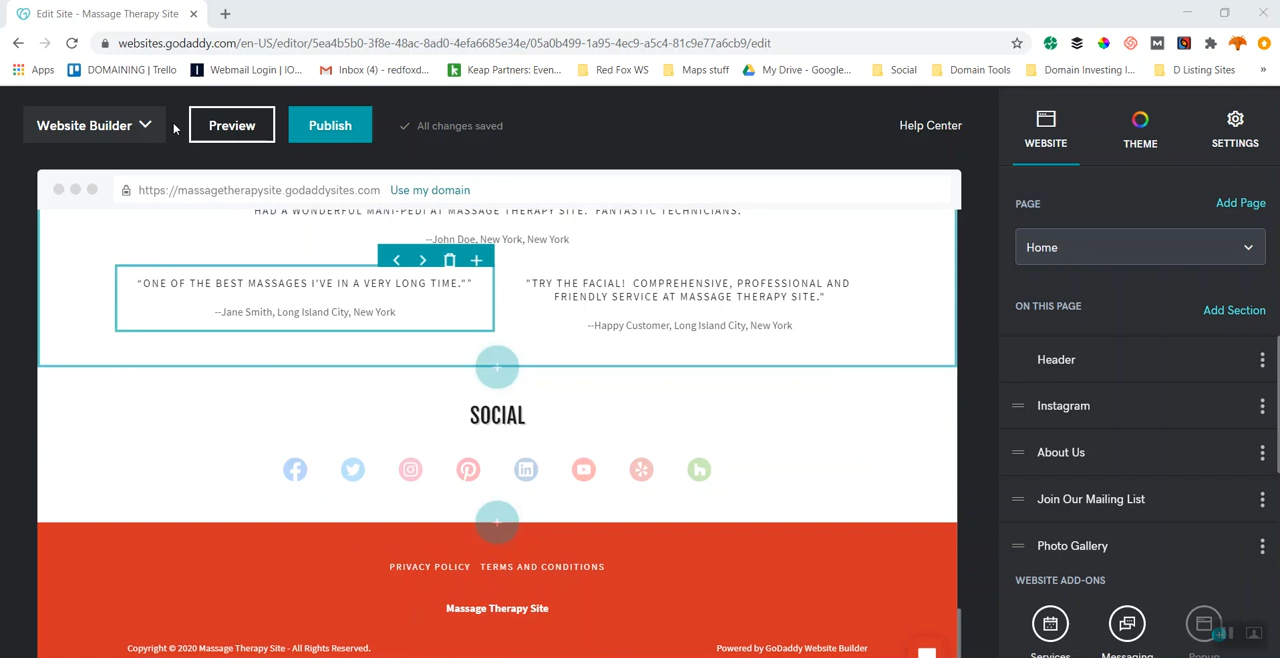 Edit Site - Massage Therapy Site
websites.godaddy.com/en-US/editor/5ea4b5b0-3f8e-48ac-8ad0-4efa6685e34e/05a0b499-1a95-4ec9-a5c4-81c9e77a6cb9/edit
Apps DOMAINING | Trello Webmail Login | IO... Inbox (4) - redfoxd... Keap Partners: Even... Red Fox WS Maps stuff My Drive - Google... Social Domain Tools Domain Investing I... D Listing Sites »
Website Builder Preview Publish All changes saved Help Center
WEBSITE THEME SETTINGS
https://massagetherapysite.godaddysites.com Use my domain
PAGE Add Page
Home
HAD A WONDERFUL MANI-PEDI AT MASSAGE THERAPY SITE. FANTASTIC TECHNICIANS.
--John Doe, New York, New York
“ONE OF THE BEST MASSAGES I'VE IN A VERY LONG TIME.”"
--Jane Smith, Long Island City, New York
"TRY THE FACIAL! COMPREHENSIVE, PROFESSIONAL AND
FRIENDLY SERVICE AT MASSAGE THERAPY SITE."
--Happy Customer, Long Island City, New York
SOCIAL
PRIVACY POLICY TERMS AND CONDITIONS
Massage Therapy Site
Copyright © 2020 Massage Therapy Site - All Rights Reserved.
Powered by GoDaddy Website Builder
ON THIS PAGE Add Section
Header
Instagram
About Us
Join Our Mailing List
Photo Gallery
WEBSITE ADD-ONS
Services Messaging Popup